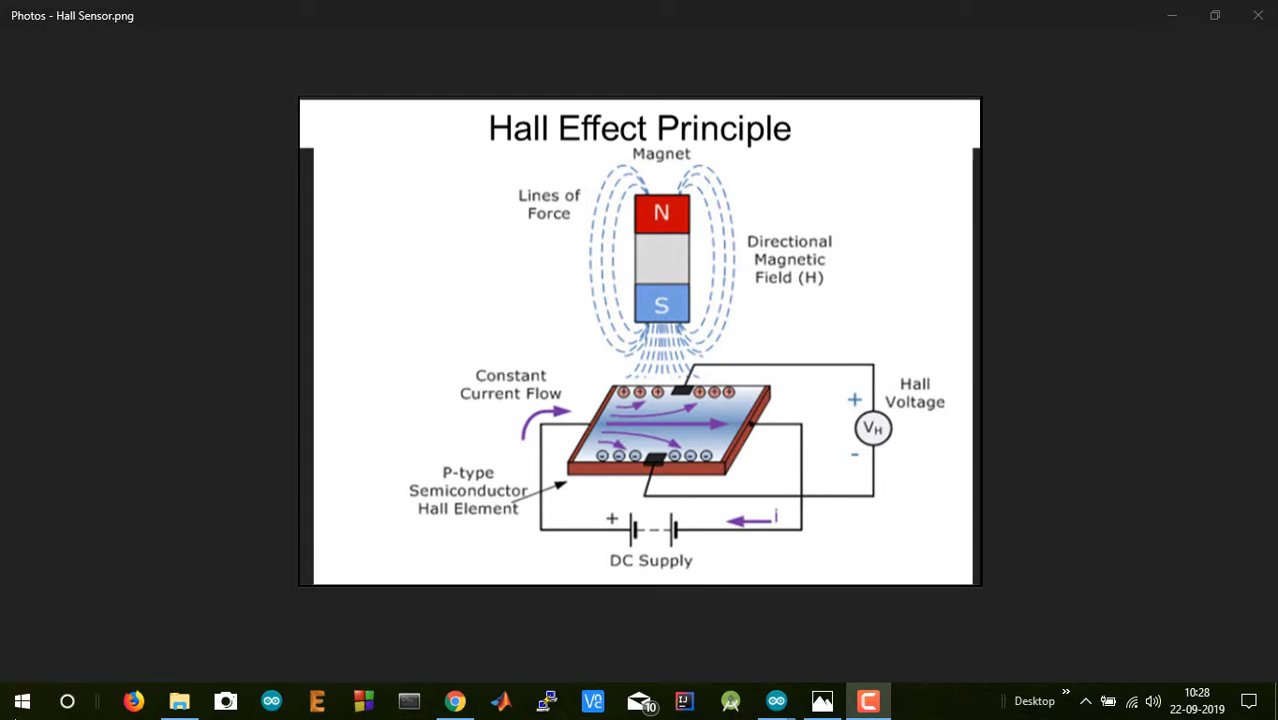 Photos - Hall Sensor.png
Hall Effect Principle
Magnet
Lines of
Force
N
Directional
Magnetic
Field (H)
S
Constant
Current Flow
Hall
Voltage
+
VH
-
P-type
Semiconductor
Hall Element
+
i
DC Supply
10
Desktop
»
10:28
22-09-2019